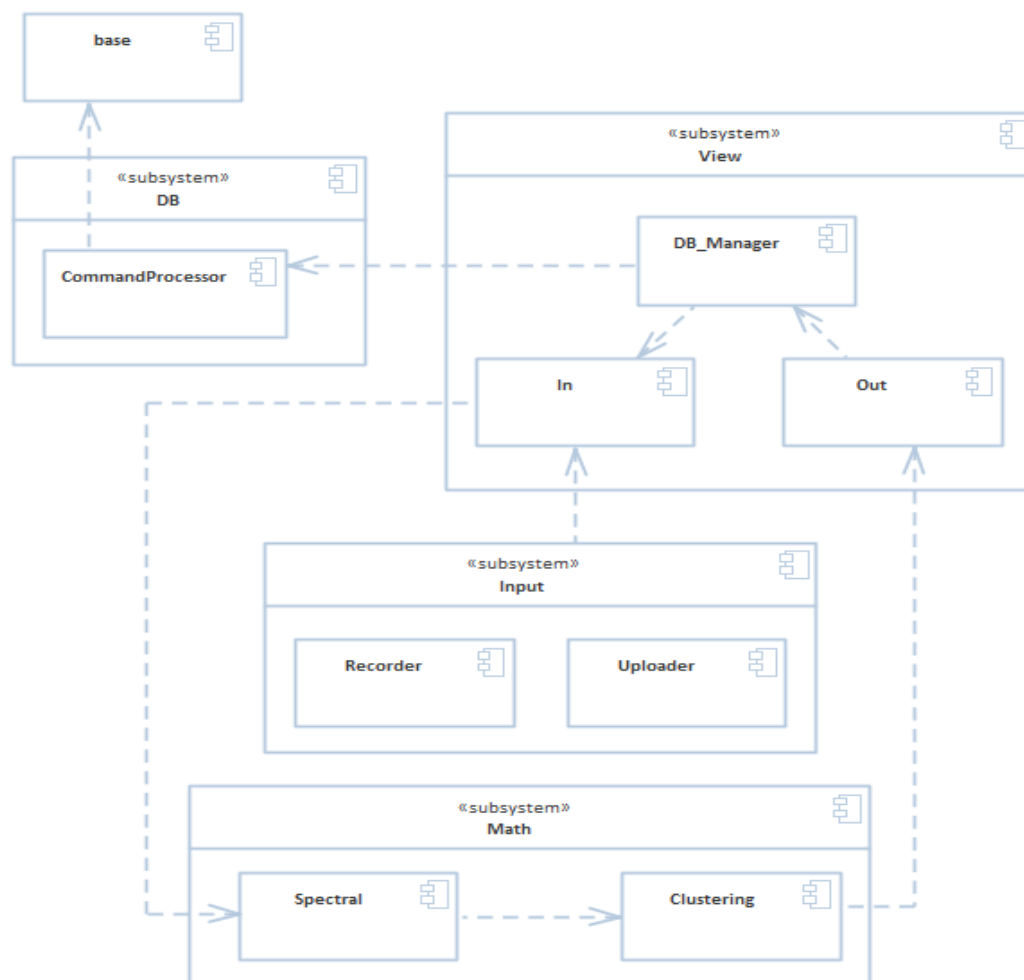 base
«subsystem»
DB
CommandProcessor
«subsystem»
View
DB_Manager
In
Out
«subsystem»
Input
Recorder
Uploader
«subsystem»
Math
Spectral
Clustering